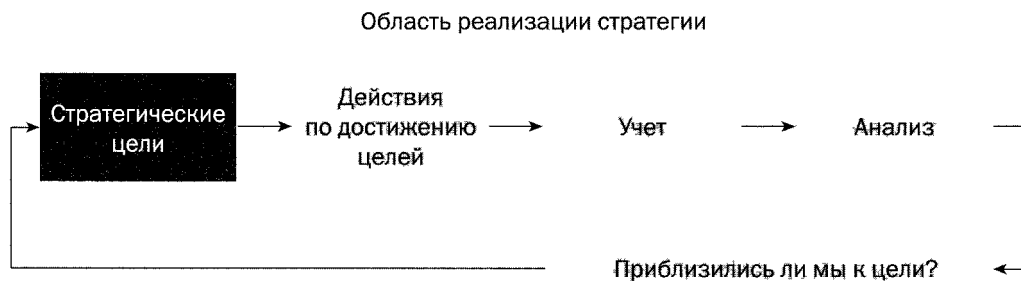 Область реализации стратегии
Стратегические
цели
Действия
по достижению
целей
Учет
Анализ
Приблизились ли мы к цели?